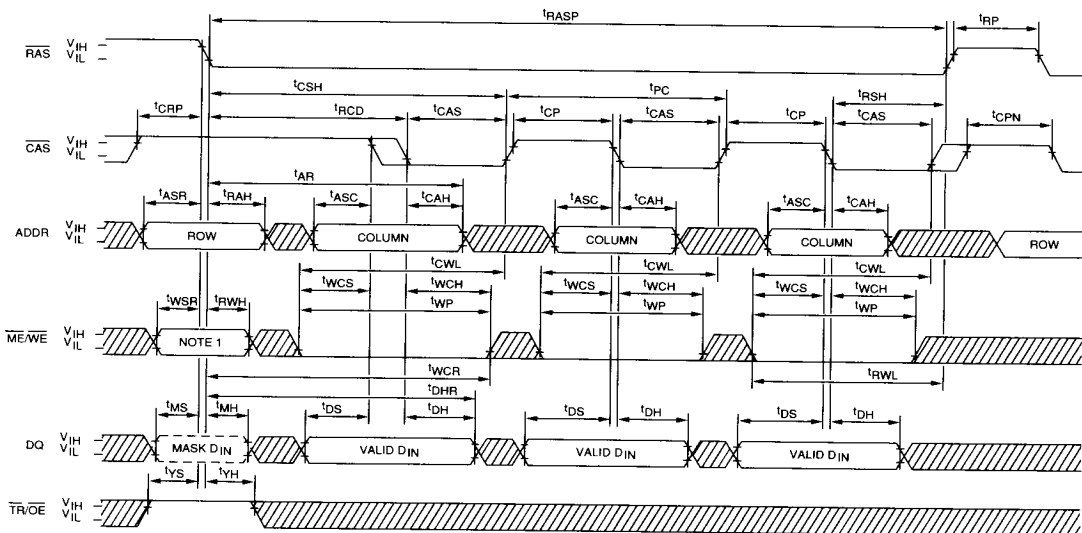 tRASP
tRP
RAS VIH VIL
tCSH
tPC
tRSH
tCRP
tRCD
tCAS
tCP
tCAS
tCP
tCAS
tCPN
CAS VIH VIL
tAR
tASR
tRAH
tASC
tCAH
tASC
tCAH
tASC
tCAH
ADDR VIH VIL
ROW
COLUMN
COLUMN
COLUMN
ROW
tCWL
tCWL
tCWL
tWCS
tWCH
tWCS
tWCH
tWCS
tWCH
tWSR
tRWH
tWP
tWP
tWP
ME/WE VIH VIL
NOTE 1
tWCR
tRWL
tDHR
tMS
tMH
tDS
tDH
tDS
tDH
tDS
tDH
DQ VIH VIL
MASK DIN
VALID DIN
VALID DIN
VALID DIN
tYS
tYH
TR/OE VIH VIL